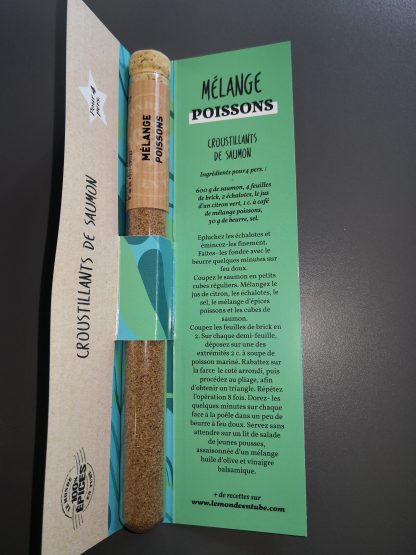 Pour 4
pers.
CROUSTILLANTS DE SAUMON
100%
ÉPICES
MÉLANGE
POISSONS
MÉLANGE
POISSONS
CROUSTILLANTS
DE SAUMON
Ingrédients pour 4 pers. :
600 g de saumon, 4 feuilles
de brick, 2 échalotes, le jus
d'un citron vert, 1 c. à café
de mélange poissons,
30 g de beurre, sel.
Epluchez les échalotes et
émincez-les finement.
Faites- les fondre avec le
beurre quelques minutes sur
feu doux.
Coupez le saumon en petits
cubes réguliers. Mélangez le
jus de citron, les échalotes, le
sel, le mélange d'épices
poissons et les cubes de
saumon.
Coupez les feuilles de brick en
2. Sur chaque demi-feuille,
déposez sur une des
extrémités 2 c. à soupe de
poisson mariné. Rabattez sur
la farce le coté arrondi, puis
procédez au pliage, afin
d'obtenir un triangle. Répétez
l'opération 8 fois. Dorez- les
quelques minutes sur chaque
face à la poêle dans un peu de
beurre à feu doux. Servez sans
attendre sur un lit de salade
de jeunes pousses,
assaisonnée d'un mélange
huile d'olive et vinaigre
balsamique.
+ de recettes sur
www.lemondeentube.com